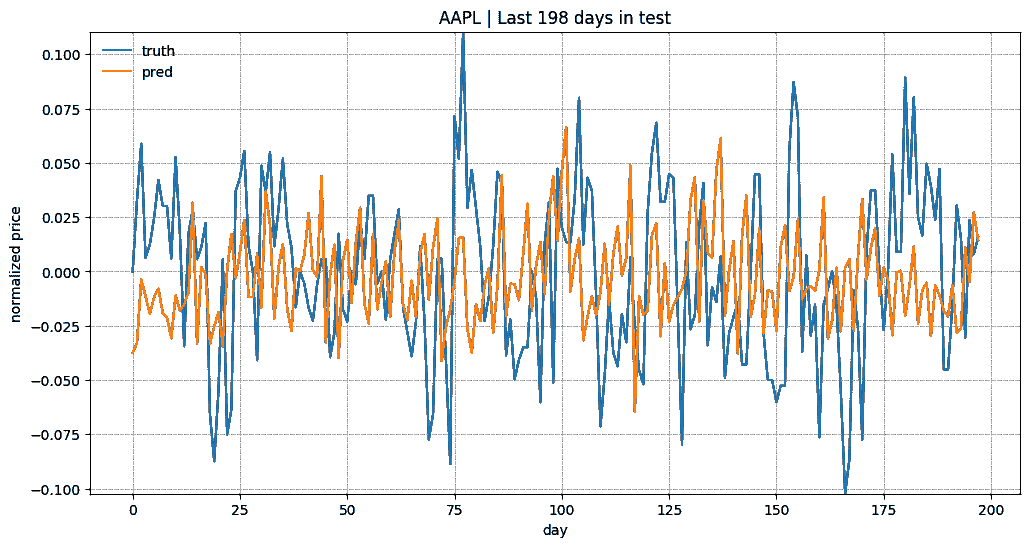 AAPL | Last 198 days in test
truth
pred
normalized price
0.100
0.075
0.050
0.025
0.000
−0.025
−0.050
−0.075
−0.100
0 25 50 75 100 125 150 175 200
day